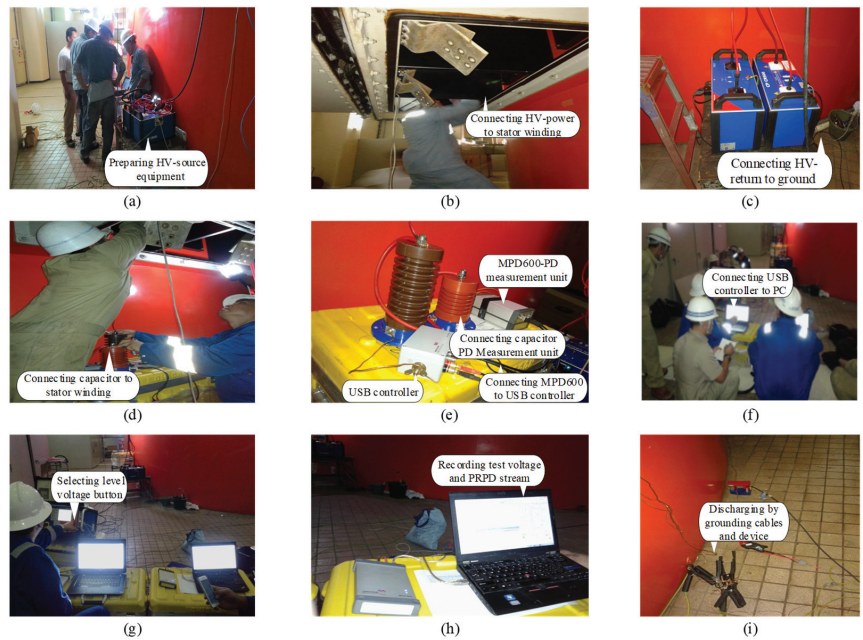 Preparing HV-source
equipment
(a)
Connecting HV-power
to stator winding
(b)
Connecting HV-
return to ground
(c)
Connecting capacitor to
stator winding
(d)
MPD600-PD
measurement unit
Connecting capacitor
PD Measurement unit
USB controller
Connecting MPD600
to USB controller
(e)
Connecting USB
controller to PC
(f)
Selecting level
voltage button
(g)
Recording test voltage
and PRPD stream
(h)
Discharging by
grounding cables
and device
(i)